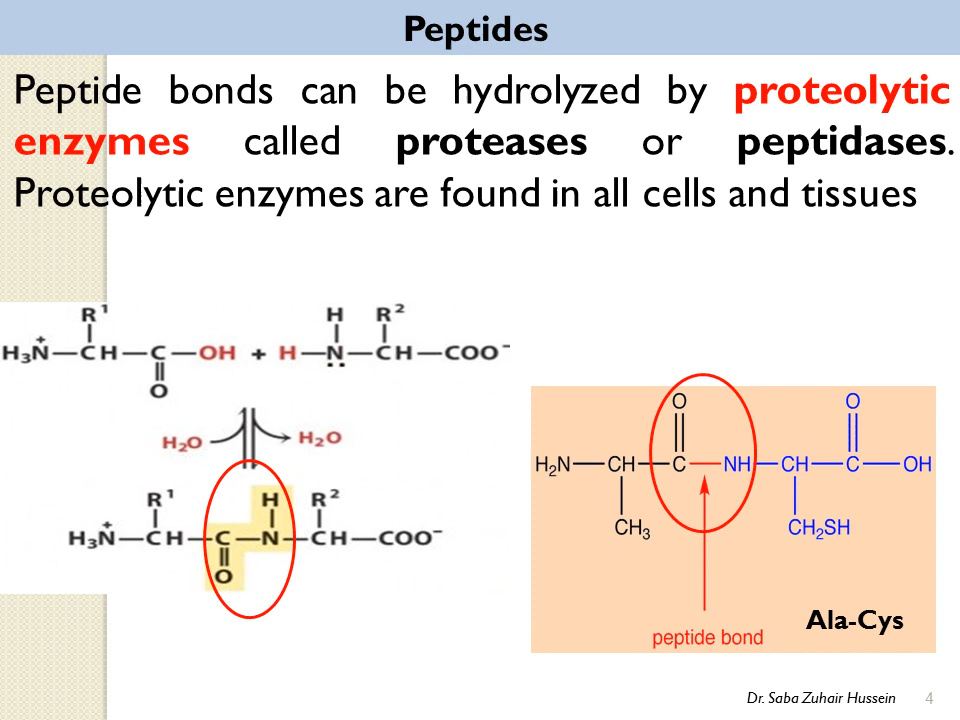 Peptides
Peptide bonds can be hydrolyzed by proteolytic
enzymes called proteases or peptidases.
Proteolytic enzymes are found in all cells and tissues
R¹ H R²
H₃N⁺—CH—C—OH + H—N̤—CH—COO⁻
O
H₂O H₂O
R¹ H R²
H₃N⁺—CH—C—N—CH—COO⁻
O
O O
H₂N—CH—C—NH—CH—C—OH
CH₃ CH₂SH
Ala-Cys
peptide bond
Dr. Saba Zuhair Hussein 4